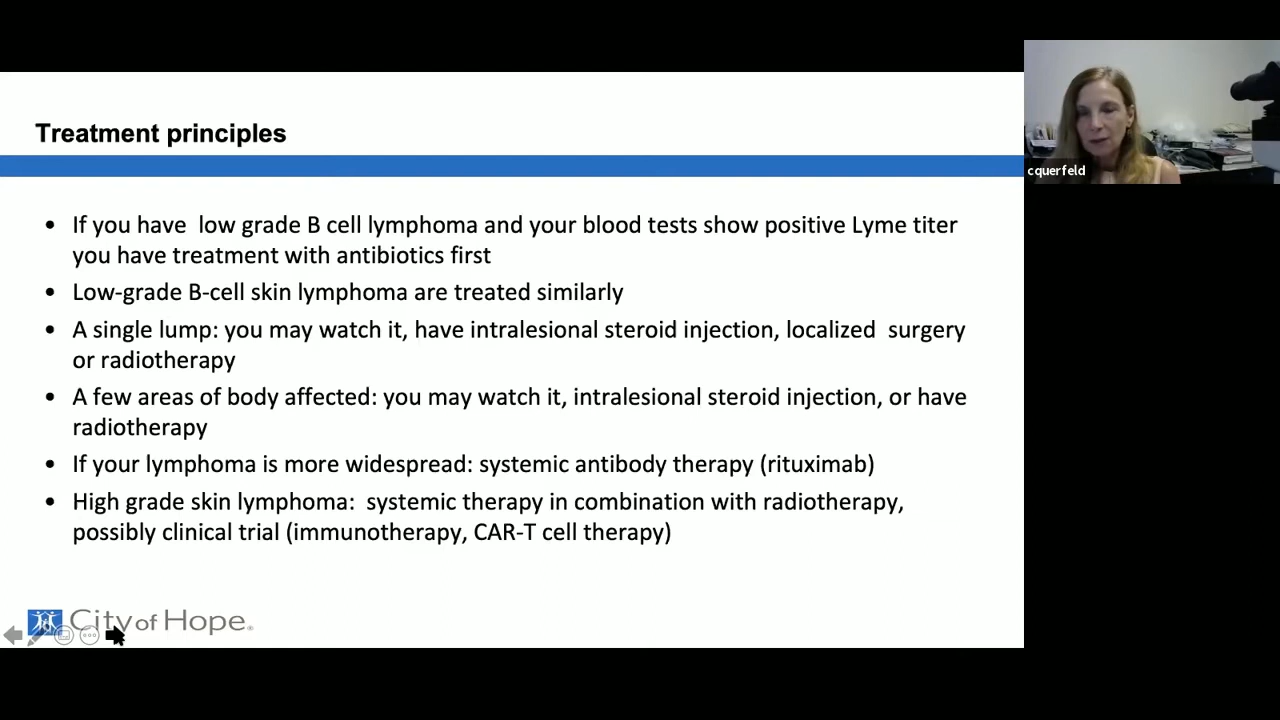 Treatment principles
cquerfeld
• If you have  low grade B cell lymphoma and your blood tests show positive Lyme titer
you have treatment with antibiotics first
• Low-grade B-cell skin lymphoma are treated similarly
• A single lump: you may watch it, have intralesional steroid injection, localized  surgery
or radiotherapy
• A few areas of body affected: you may watch it, intralesional steroid injection, or have
radiotherapy
• If your lymphoma is more widespread: systemic antibody therapy (rituximab)
• High grade skin lymphoma:  systemic therapy in combination with radiotherapy,
possibly clinical trial (immunotherapy, CAR-T cell therapy)
City of Hope®